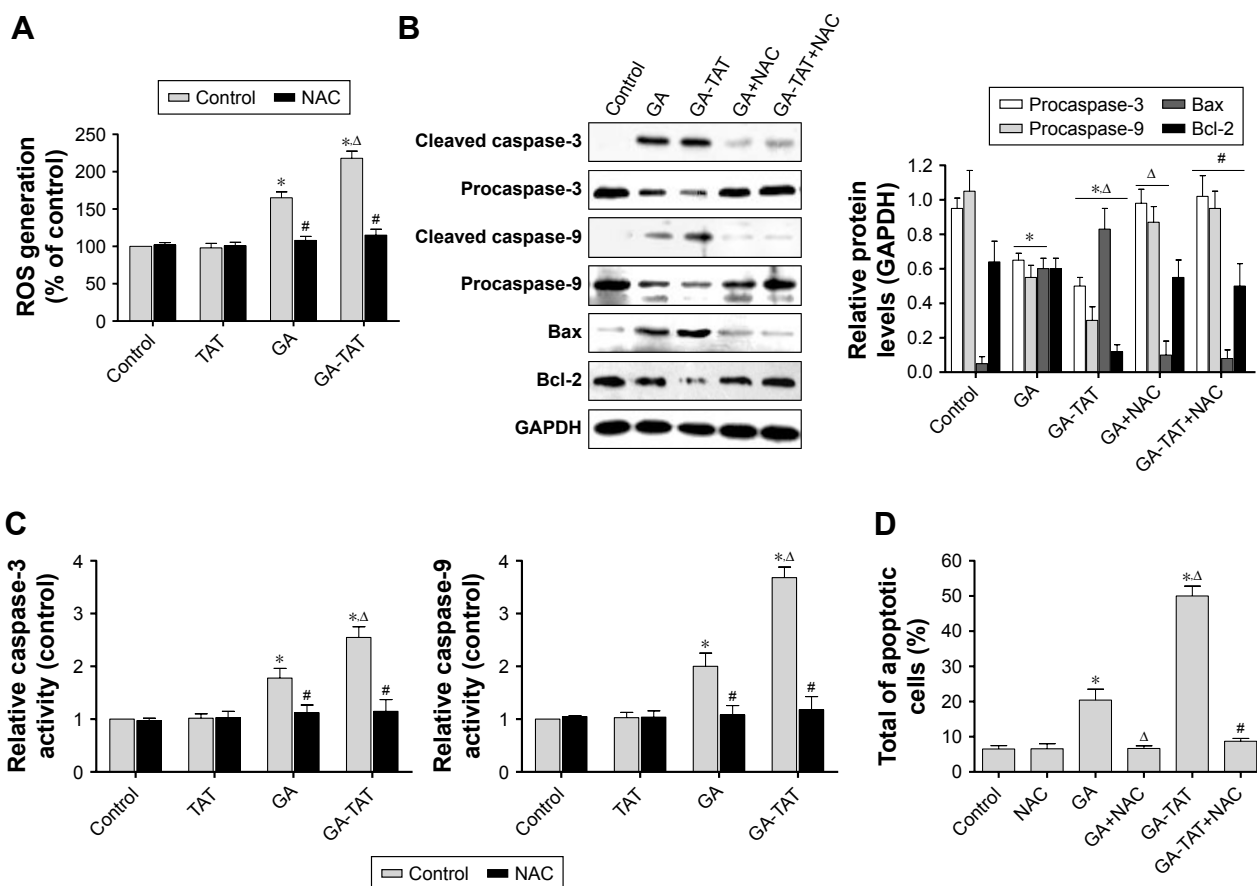 A
Control NAC
ROS generation
(% of control)
250
200
150
100
50
0
*
#
*,Δ
#
Control
TAT
GA
GA-TAT
B
Control
GA
GA-TAT
GA+NAC
GA-TAT+NAC
Cleaved caspase-3
Procaspase-3
Cleaved caspase-9
Procaspase-9
Bax
Bcl-2
GAPDH
Procaspase-3 Bax
Procaspase-9 Bcl-2
Relative protein
levels (GAPDH)
1.2
1.0
0.8
0.6
0.4
0.2
0.0
*
*,Δ
Δ
#
Control
GA
GA-TAT
GA+NAC
GA-TAT+NAC
C
Relative caspase-3
activity (control)
4
3
2
1
0
*
#
*,Δ
#
Control
TAT
GA
GA-TAT
Relative caspase-9
activity (control)
4
3
2
1
0
*
#
*,Δ
#
Control
TAT
GA
GA-TAT
Control NAC
D
Total of apoptotic
cells (%)
60
50
40
30
20
10
0
*
Δ
*,Δ
#
Control
NAC
GA
GA+NAC
GA-TAT
GA-TAT+NAC